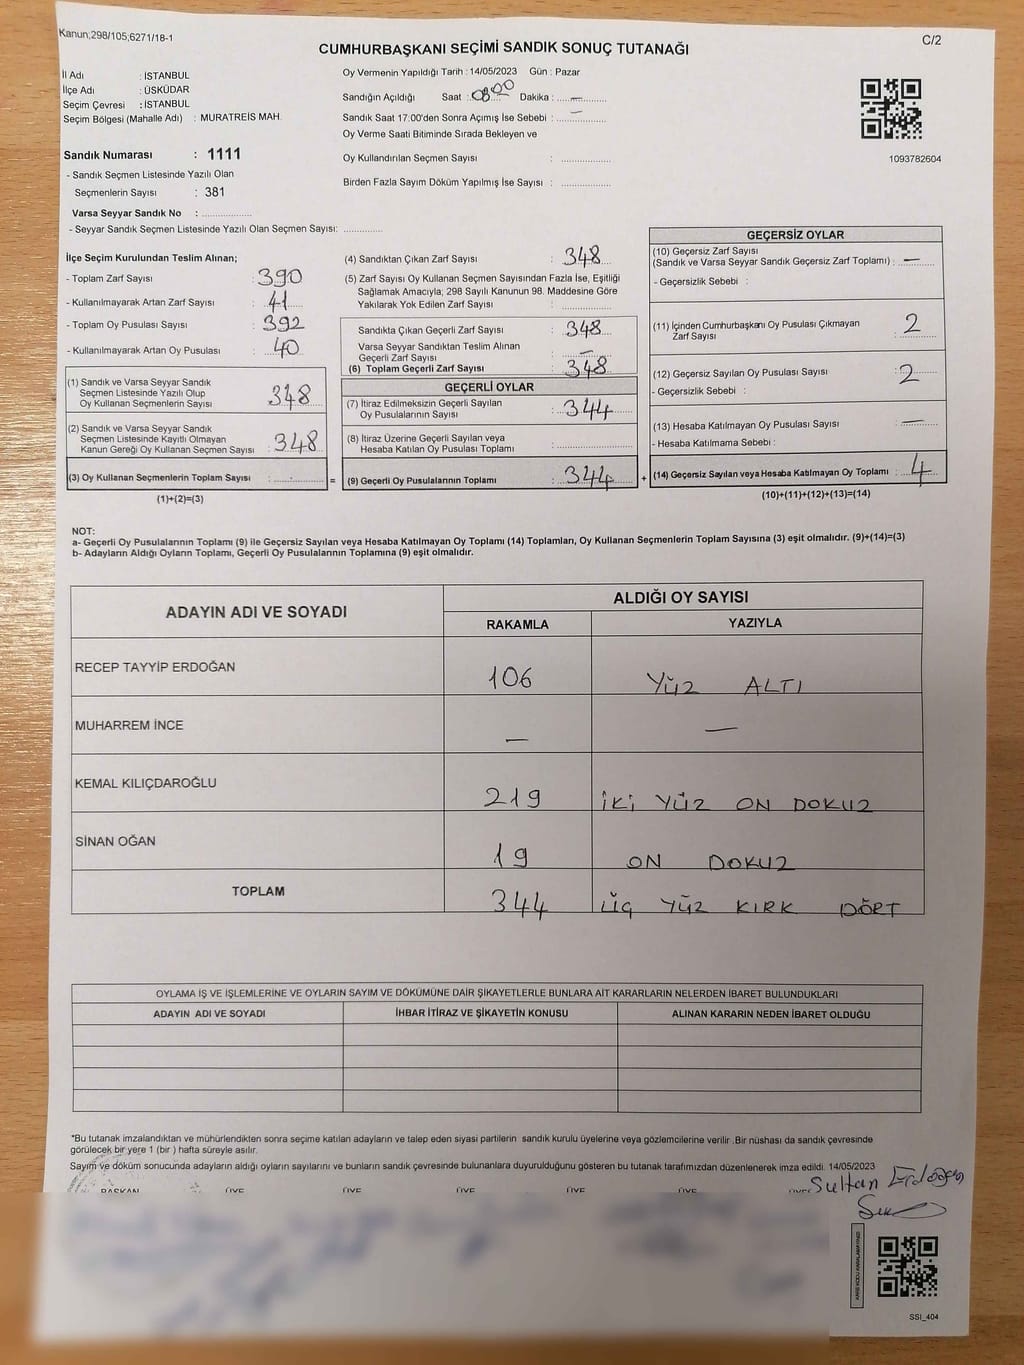 Kanun;298/105;6271/18-1
C/2
CUMHURBAŞKANI SEÇİMİ SANDIK SONUÇ TUTANAĞI
İl Adı : İSTANBUL
İlçe Adı : ÜSKÜDAR
Seçim Çevresi : İSTANBUL
Seçim Bölgesi (Mahalle Adı) : MURATREİS MAH.
Oy Vermenin Yapıldığı Tarih : 14/05/2023 Gün : Pazar
Sandığın Açıldığı Saat : 08:00 Dakika : —
Sandık Saat 17:00'den Sonra Açımış İse Sebebi : —
Oy Verme Saati Bitiminde Sırada Bekleyen ve
Oy Kullandırılan Seçmen Sayısı :
Birden Fazla Sayım Döküm Yapılmış İse Sayısı :
1093782604
Sandık Numarası : 1111
- Sandık Seçmen Listesinde Yazılı Olan
Seçmenlerin Sayısı : 381
Varsa Seyyar Sandık No :
- Seyyar Sandık Seçmen Listesinde Yazılı Olan Seçmen Sayısı:
İlçe Seçim Kurulundan Teslim Alınan;
- Toplam Zarf Sayısı : 390
- Kullanılmayarak Artan Zarf Sayısı : 41
- Toplam Oy Pusulası Sayısı : 392
- Kullanılmayarak Artan Oy Pusulası : 40
(1) Sandık ve Varsa Seyyar Sandık
Seçmen Listesinde Yazılı Olup
Oy Kullanan Seçmenlerin Sayısı : 348
(2) Sandık ve Varsa Seyyar Sandık
Seçmen Listesinde Kayıtlı Olmayan
Kanun Gereği Oy Kullanan Seçmen Sayısı : 348
(3) Oy Kullanan Seçmenlerin Toplam Sayısı :
(1)+(2)=(3)
=
(4) Sandıktan Çıkan Zarf Sayısı : 348
(5) Zarf Sayısı Oy Kullanan Seçmen Sayısından Fazla İse, Eşitliği
Sağlamak Amacıyla; 298 Sayılı Kanunun 98. Maddesine Göre
Yakılarak Yok Edilen Zarf Sayısı :
Sandıkta Çıkan Geçerli Zarf Sayısı : 348
Varsa Seyyar Sandıktan Teslim Alınan
Geçerli Zarf Sayısı : —
(6) Toplam Geçerli Zarf Sayısı : 348
GEÇERLİ OYLAR
(7) İtiraz Edilmeksizin Geçerli Sayılan
Oy Pusulalarının Sayısı : 344
(8) İtiraz Üzerine Geçerli Sayılan veya
Hesaba Katılan Oy Pusulaları Toplamı :
(9) Geçerli Oy Pusulalarının Toplamı : 344
+
GEÇERSİZ OYLAR
(10) Geçersiz Zarf Sayısı
(Sandık ve Varsa Seyyar Sandık Geçersiz Zarf Toplamı) : —
- Geçersizlik Sebebi :
(11) İçinden Cumhurbaşkanı Oy Pusulası Çıkmayan
Zarf Sayısı : 2
(12) Geçersiz Sayılan Oy Pusulası Sayısı : 2
- Geçersizlik Sebebi :
(13) Hesaba Katılmayan Oy Pusulası Sayısı : —
- Hesaba Katılmama Sebebi :
(14) Geçersiz Sayılan veya Hesaba Katılmayan Oy Toplamı : 4
(10)+(11)+(12)+(13)=(14)
NOT:
a- Geçerli Oy Pusulalarının Toplamı (9) ile Geçersiz Sayılan veya Hesaba Katılmayan Oy Toplamı (14) Toplamları, Oy Kullanan Seçmenlerin Toplam Sayısına (3) eşit olmalıdır. (9)+(14)=(3)
b- Adayların Aldığı Oyların Toplamı, Geçerli Oy Pusulalarının Toplamına (9) eşit olmalıdır.
ADAYIN ADI VE SOYADI
ALDIĞI OY SAYISI
RAKAMLA YAZIYLA
RECEP TAYYİP ERDOĞAN 106 YÜZ ALTI
MUHARREM İNCE — —
KEMAL KILIÇDAROĞLU 219 İKİ YÜZ ON DOKUZ
SİNAN OĞAN 19 ON DOKUZ
TOPLAM 344 ÜÇ YÜZ KIRK DÖRT
OYLAMA İŞ VE İŞLEMLERİNE VE OYLARIN SAYIM VE DÖKÜMÜNE DAİR ŞİKAYETLERLE BUNLARA AİT KARARLARIN NELERDEN İBARET BULUNDUKLARI
ADAYIN ADI VE SOYADI İHBAR İTİRAZ VE ŞİKAYETİN KONUSU ALINAN KARARIN NEDEN İBARET OLDUĞU
*Bu tutanak imzalandıktan ve mühürlendikten sonra seçime katılan adayların ve talep eden siyasi partilerin sandık kurulu üyelerine veya gözlemcilerine verilir .Bir nüshası da sandık çevresinde
görülecek bir yere 1 (bir ) hafta süreyle asılır.
Sayım ve döküm sonucunda adayların aldığı oyların sayılarını ve bunların sandık çevresinde bulunanlara duyurulduğunu gösteren bu tutanak tarafımızdan düzenlenerek imza edildi. 14/05/2023
BAŞKAN ÜYE ÜYE ÜYE ÜYE ÜYE ÜYE
Sultan Erdoğan
SSI_404